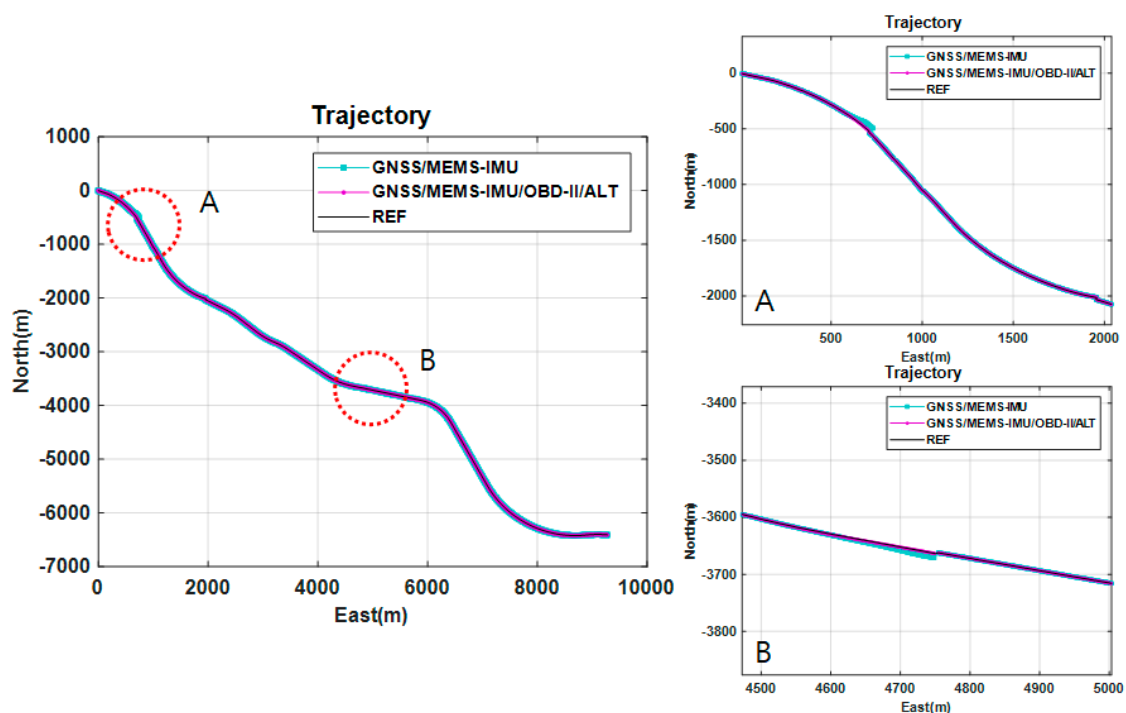 Trajectory
1000
0
-1000
-2000
-3000
-4000
-5000
-6000
-7000
0 2000 4000 6000 8000 10000
North(m)
East(m)
GNSS/MEMS-IMU
GNSS/MEMS-IMU/OBD-II/ALT
REF
A
B
Trajectory
0
-500
-1000
-1500
-2000
500 1000 1500 2000
North(m)
East(m)
GNSS/MEMS-IMU
GNSS/MEMS-IMU/OBD-II/ALT
REF
A
Trajectory
-3400
-3500
-3600
-3700
-3800
4500 4600 4700 4800 4900 5000
North(m)
East(m)
GNSS/MEMS-IMU
GNSS/MEMS-IMU/OBD-II/ALT
REF
B